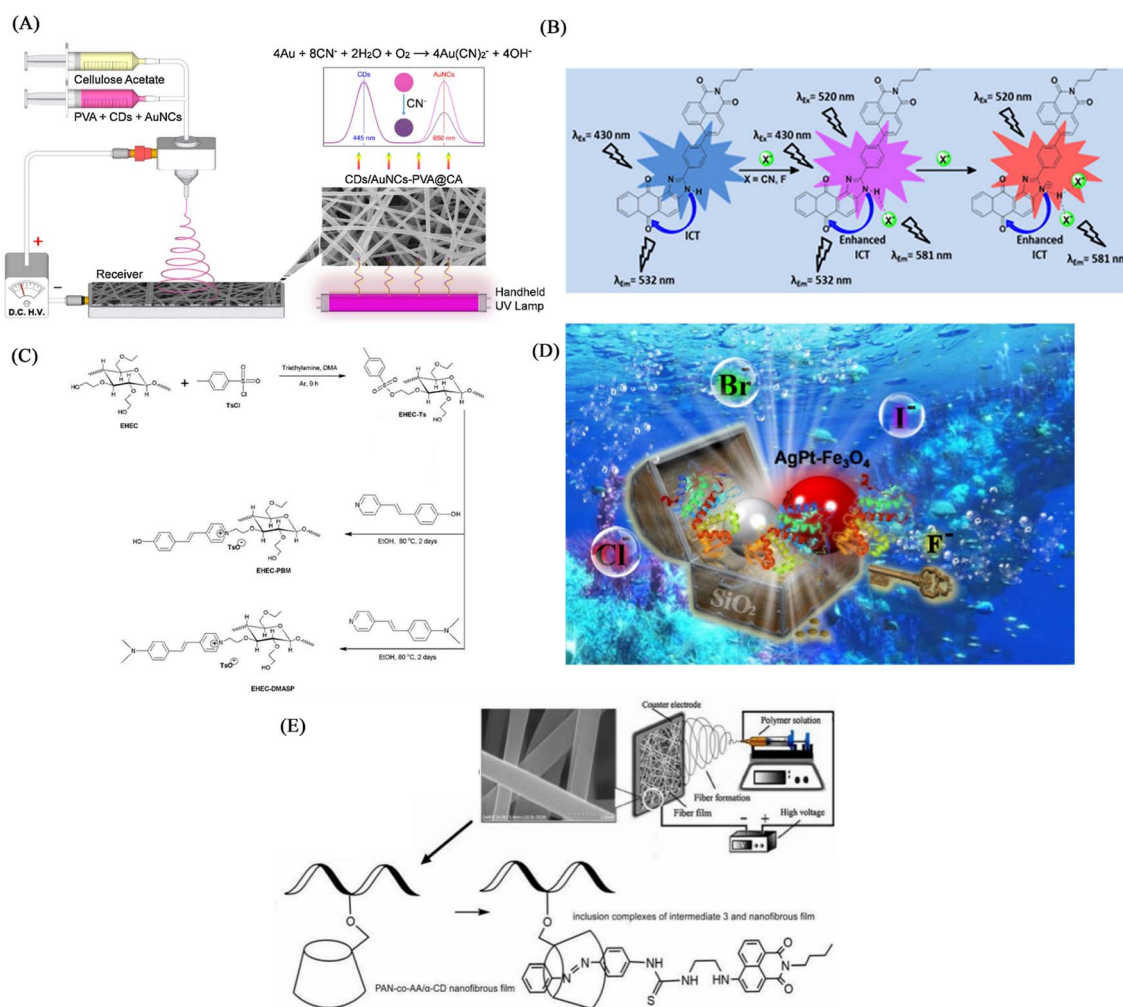 (A)
4Au + 8CN⁻ + 2H₂O + O₂ → 4Au(CN)₂⁻ + 4OH⁻
Cellulose Acetate
PVA + CDs + AuNCs
CDs
AuNCs
CN⁻
445 nm
650 nm
CDs/AuNCs-PVA@CA
+
Receiver
−
D.C. H.V.
Handheld
UV Lamp
(B)
λEx= 430 nm
λEx= 520 nm
λEx= 430 nm
λEx= 520 nm
X⁻
X = CN, F
X⁻
X⁻
X⁻
X⁻
ICT
Enhanced
ICT
Enhanced
ICT
λEm= 532 nm
λEm= 532 nm
λEm= 581 nm
λEm= 581 nm
(C)
Triethylamine, DMA
Ar, 9 h
+
TsCl
EHEC
EHEC-Ts
EtOH, 80 °C, 2 days
TsO⁻
EHEC-PBM
EtOH, 80 °C, 2 days
TsO⁻
EHEC-DMASP
(D)
Br⁻
I⁻
AgPt-Fe₃O₄
Cl⁻
F⁻
SiO₂
(E)
Counter electrode
Polymer solution
Fiber formation
Fiber film
High voltage
− +
inclusion complexes of intermediate 3 and nanofibrous film
PAN-co-AA/α-CD nanofibrous film